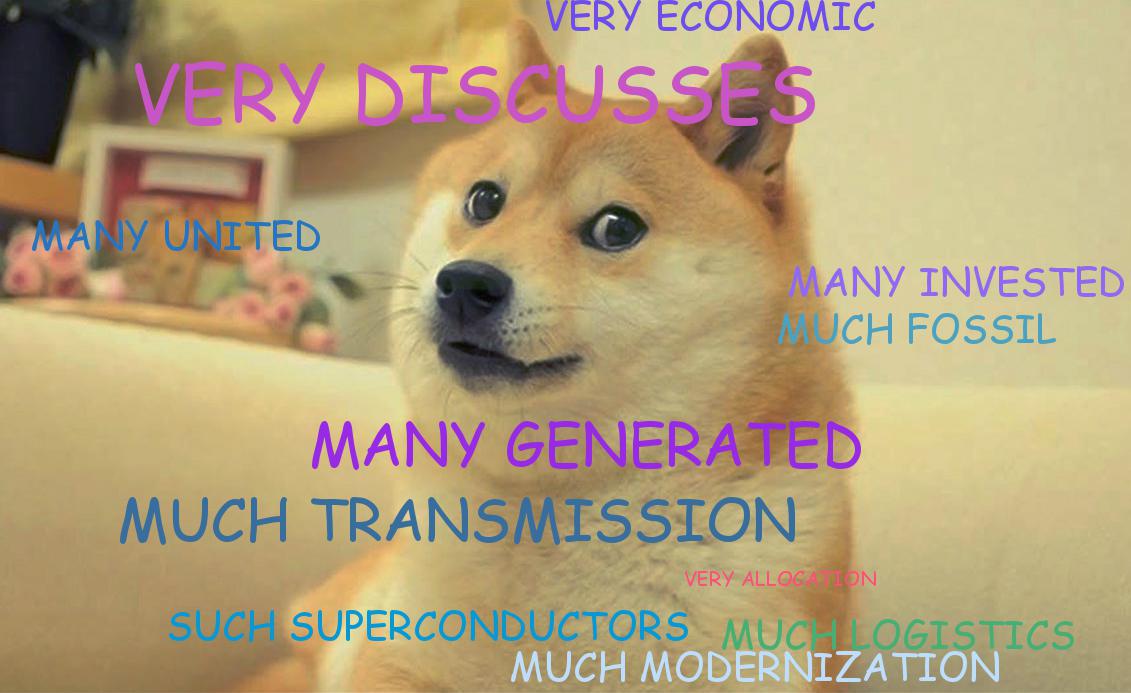 VERY ECONOMIC
VERY DISCUSSES
MANY UNITED
MANY INVESTED
MUCH FOSSIL
MANY GENERATED
MUCH TRANSMISSION
VERY ALLOCATION
SUCH SUPERCONDUCTORS
MUCH LOGISTICS
MUCH MODERNIZATION